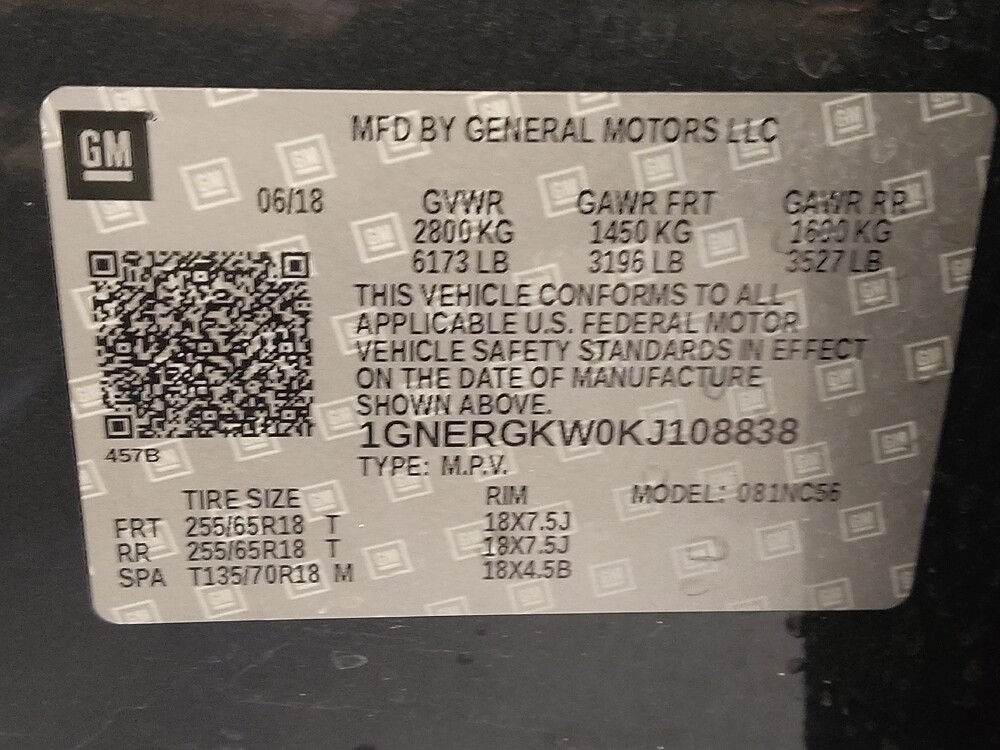 GM
MFD BY GENERAL MOTORS LLC
06/18 GVWR GAWR FRT GAWR RR
2800 KG 1450 KG 1600 KG
6173 LB 3196 LB 3527 LB
THIS VEHICLE CONFORMS TO ALL
APPLICABLE U.S. FEDERAL MOTOR
VEHICLE SAFETY STANDARDS IN EFFECT
ON THE DATE OF MANUFACTURE
SHOWN ABOVE.
1GNERGKW0KJ108838
457B
TYPE: M.P.V.
TIRE SIZE RIM MODEL: 081NC56
FRT 255/65R18 T 18X7.5J
RR 255/65R18 T 18X7.5J
SPA T135/70R18 M 18X4.5B